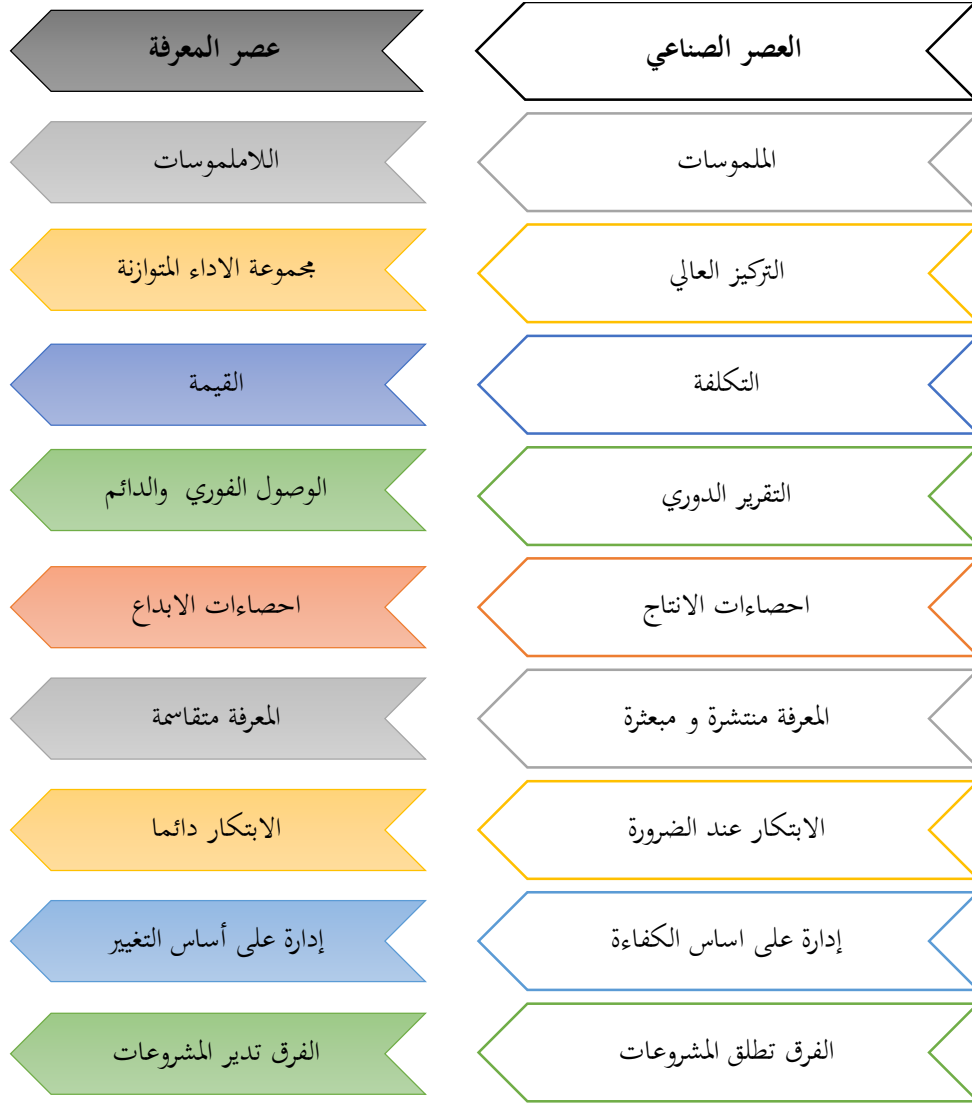 العصر الصناعي
عصر المعرفة
الملموسات
اللاملموسات
التركيز العالي
مجموعة الاداء المتوازنة
التكلفة
القيمة
التقرير الدوري
الوصول الفوري والدائم
احصاءات الانتاج
احصاءات الابداع
المعرفة منتشرة و مبعثرة
المعرفة متقاسمة
الابتكار عند الضرورة
الابتكار دائما
إدارة على اساس الكفاءة
إدارة على أساس التغيير
الفرق تطلق المشروعات
الفرق تدير المشروعات